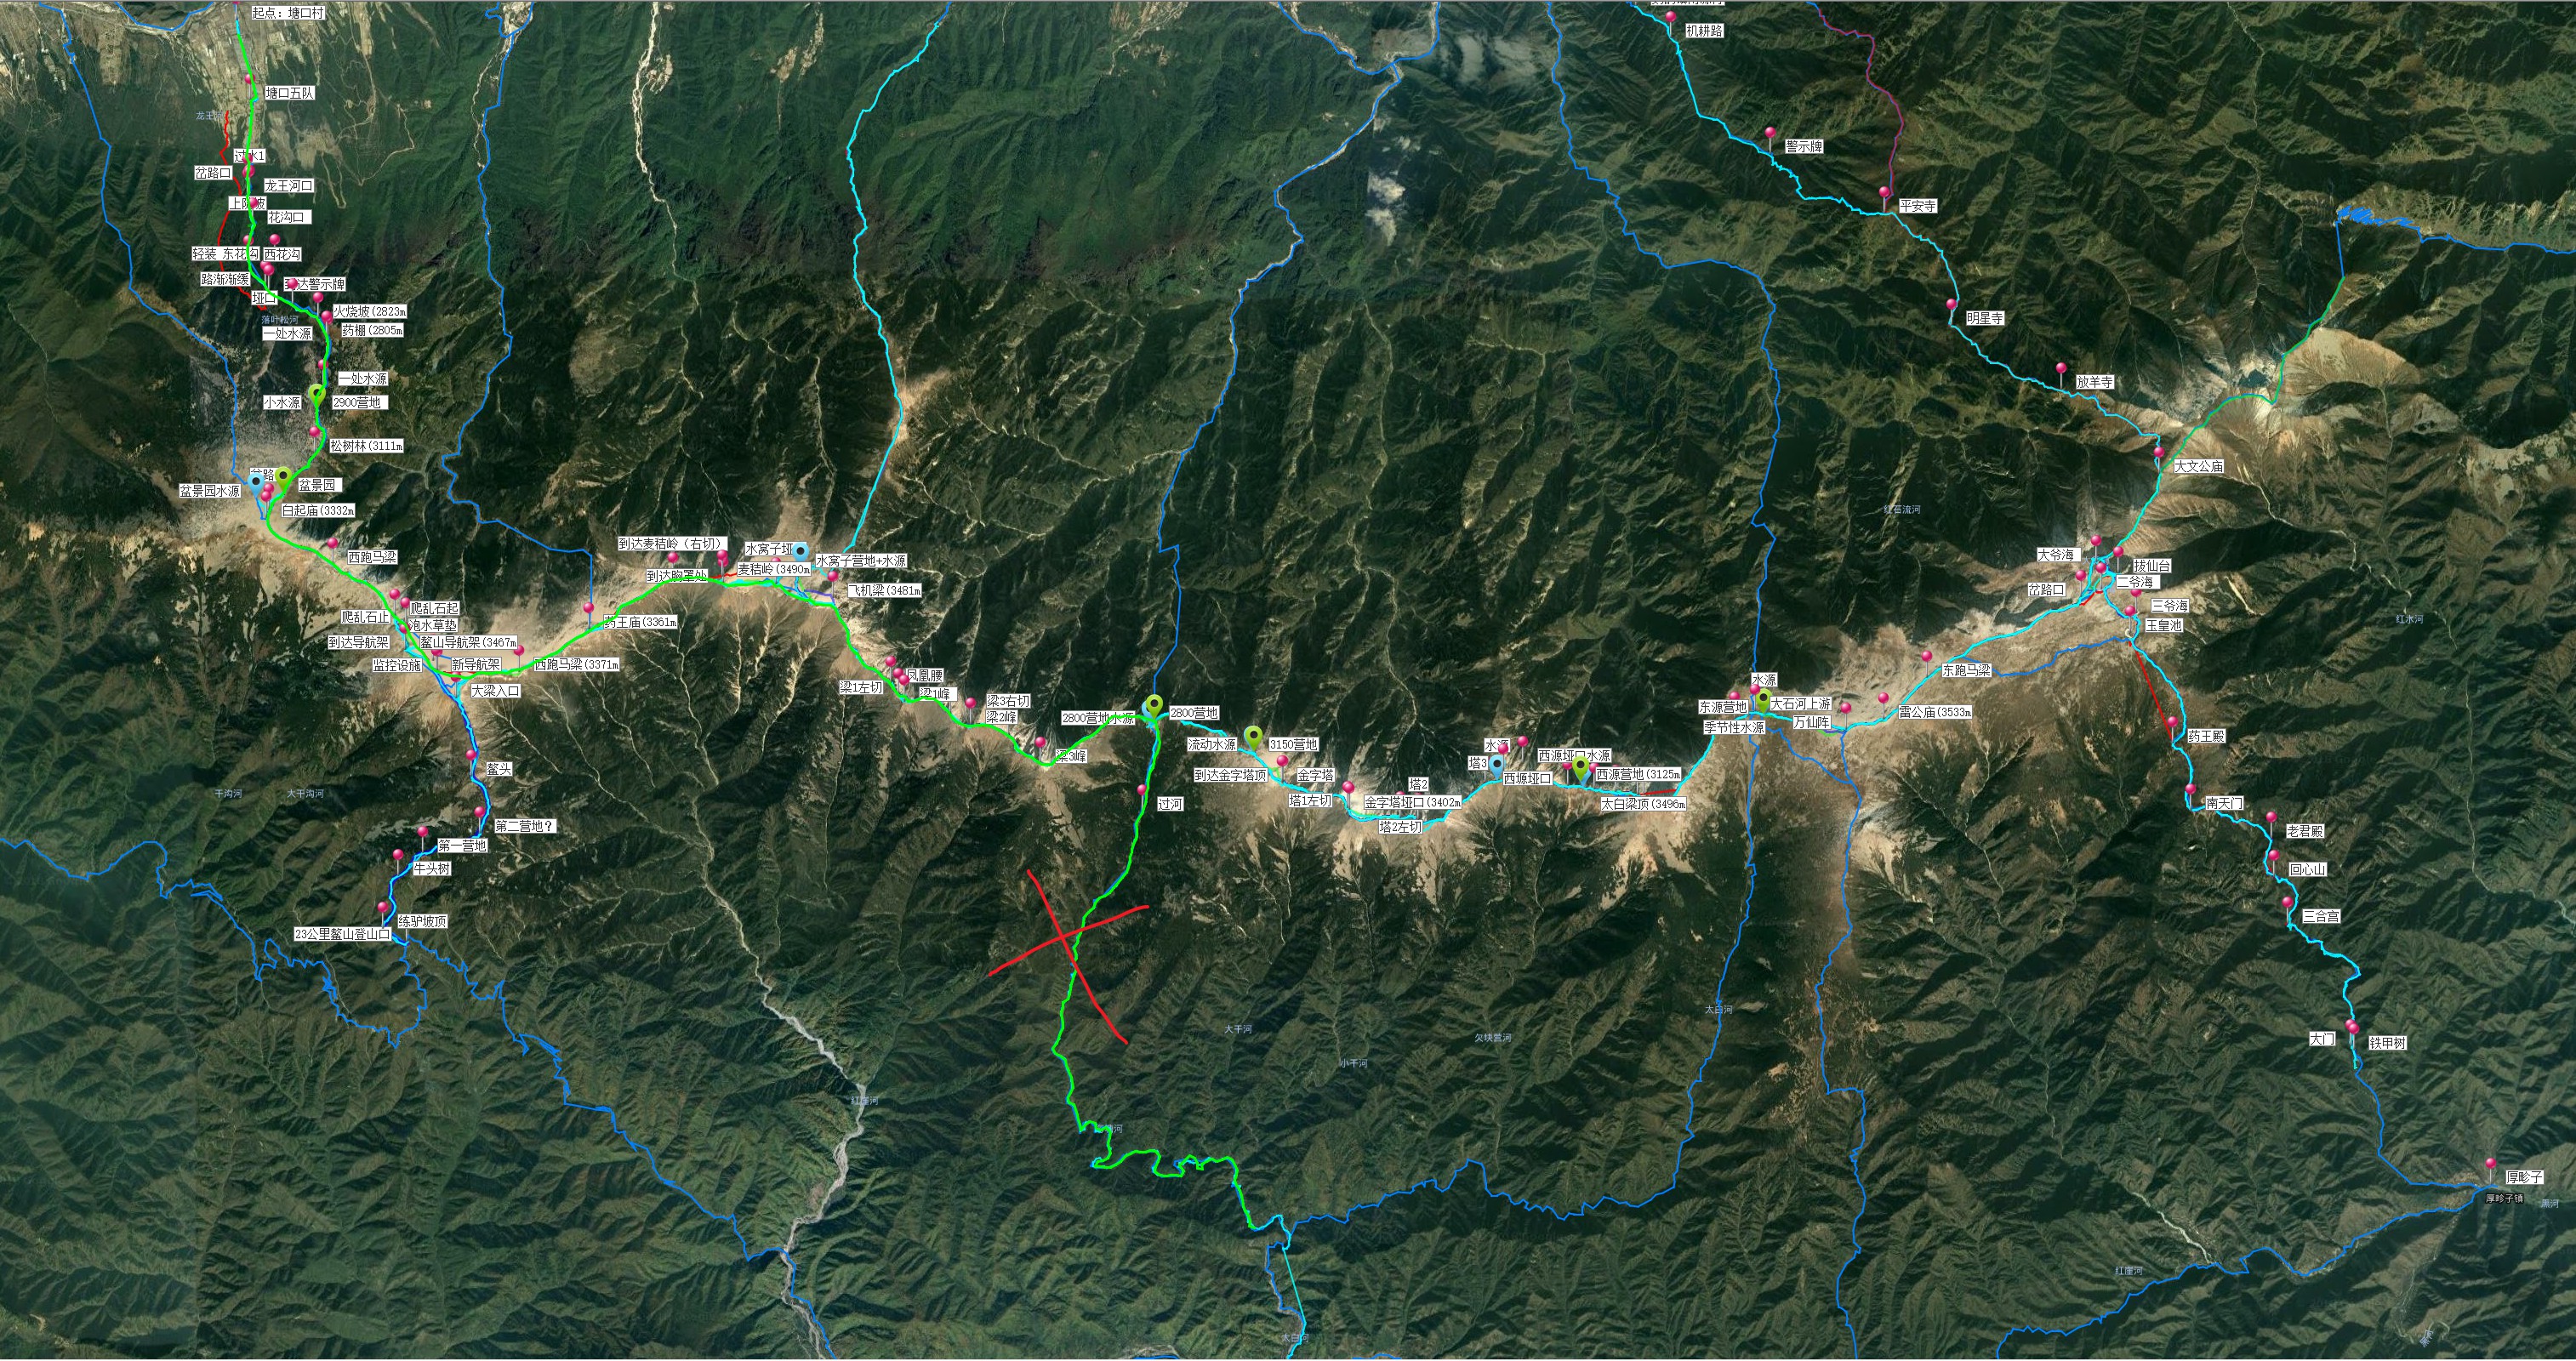 起点：塘口村
机耕路
塘口五队
过水1
岔路口
龙王河口
花沟口
警示牌
平安寺
轻装
东花沟
西花沟
路渐渐缓
到达警示牌
垭口
火烧坡(2823m
落叶松河
一处水源
药棚(2805m
明星寺
一处水源
小水源
2900营地
放羊寺
松树林(3111m
大文公庙
盆景园水源
盆景园
白起庙(3332m
红石流河
西跑马梁
到达麦秸岭（右切）
水窝子垭
水窝子营地+水源
麦秸岭(3490m
飞机梁(3481m
大爷海
拔仙台
岔路口
二爷海
三爷海
玉皇池
红水河
爬乱石起
爬乱石止
泡水草垫
药王庙(3361m
到达导航架
鳌山导航架(3467m
监控设施
新导航架
西跑马梁(3371m
大梁入口
凤凰腰
梁1左切
梁1峰
梁3右切
梁2峰
梁3峰
2800营地水源
2800营地
流动水源
3150营地
东跑马梁
水源
东源营地
大石河上游
季节性水源
万仙阵
雷公庙(3533m
药王殿
鳌头
到达金字塔顶
金字塔
水源
塔3
西源垭口水源
西塬垭口
西源营地(3125m
塔2
塔1左切
金字塔垭口(3402m
太白梁顶(3496m
塔2左切
干沟河
大干沟河
过河
南天门
第二营地？
第一营地
牛头树
老君殿
回心山
三合宫
练驴坡顶
23公里鳌山登山口
太白河
大干河
小干河
欠块营河
大门
铁甲树
红崖河
厚畛子
厚畛子镇
黑河
红崖河
太白河